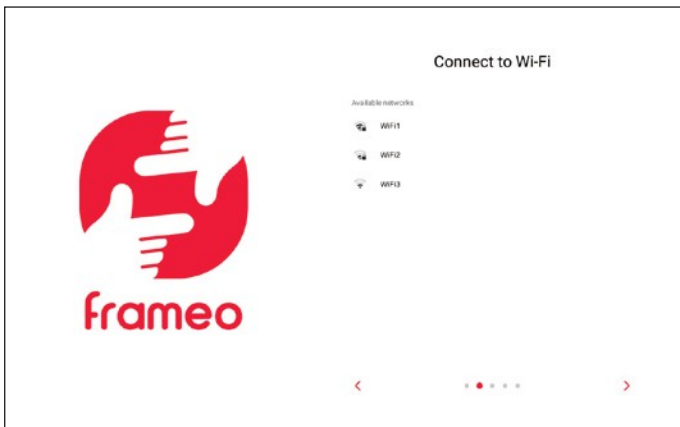 Connect to Wi-Fi
Available networks
WiFi1
WiFi2
WiFi3
frameo